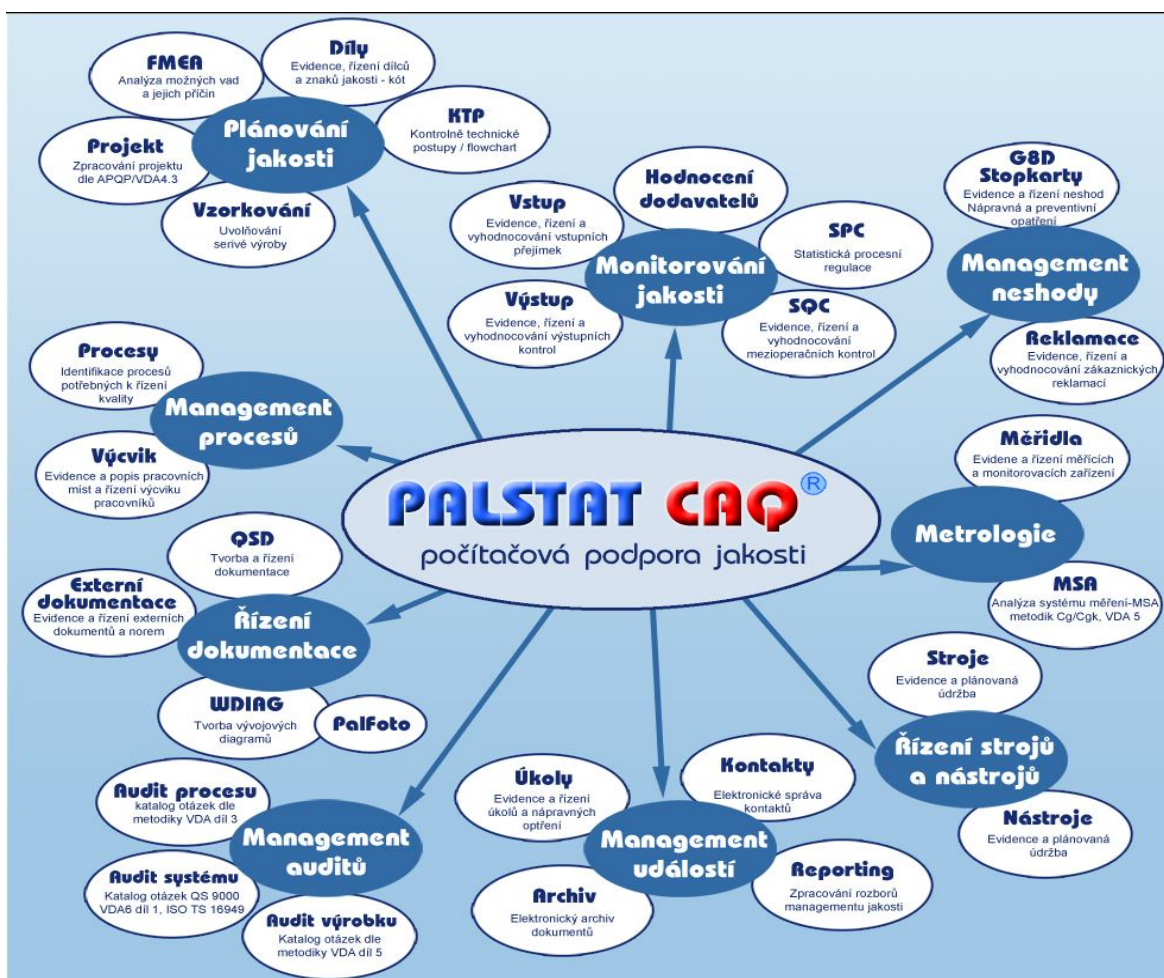 FMEA
Analýza možných vad
a jejich příčin
Díly
Evidence, řízení dílců
a znaků jakosti - kót
KTP
Kontrolně technické
postupy / flowchart
Plánování
jakosti
Projekt
Zpracování projektu
dle APQP/VDA4.3
Vzorkování
Uvolňování
serivé výroby
Hodnocení
dodavatelů
Vstup
Evidence, řízení a
vyhodnocování vstupních
přejímek
SPC
Statistická procesní
regulace
Monitorování
jakosti
Výstup
Evidence, řízení a
vyhodnocování výstupních
kontrol
SQC
Evidence, řízení a
vyhodnocování
mezioperačních kontrol
G8D
Stopkarty
Evidence a řízení neshod
Nápravná a preventivní
opatření
Management
neshody
Reklamace
Evidence, řízení a
vyhodnocování zákaznických
reklamací
Procesy
Identifikace procesů
potřebných k řízení
kvality
Management
procesů
Výcvik
Evidence a popis pracovních
míst a řízení výcviku
pracovníků
PALSTAT CAQ ®
počítačová podpora jakosti
Měřidla
Evidene a řízení měřících
a monitorovacích zařízení
Metrologie
MSA
Analýza systému měření-MSA
metodik Cg/Cgk, VDA 5
QSD
Tvorba a řízení
dokumentace
Externí
dokumentace
Evidence a řízení externích
dokumentů a norem
Řízení
dokumentace
WDIAG
Tvorba vývojových
diagramů
PalFoto
Stroje
Evidence a plánovaná
údržba
Řízení strojů
a nástrojů
Nástroje
Evidence a plánovaná
údržba
Audit procesu
katalog otázek dle
metodiky VDA díl 3
Management
auditů
Audit systému
Katalog otázek QS 9000
VDA6 díl 1, ISO TS 16949
Audit výrobku
Katalog otázek dle
metodiky VDA díl 5
Úkoly
Evidence a řízení
úkolů a nápravných
optření
Kontakty
Elektronické správa
kontaktů
Management
událostí
Archiv
Elektronický archiv
dokumentů
Reporting
Zpracování rozborů
managementu jakosti